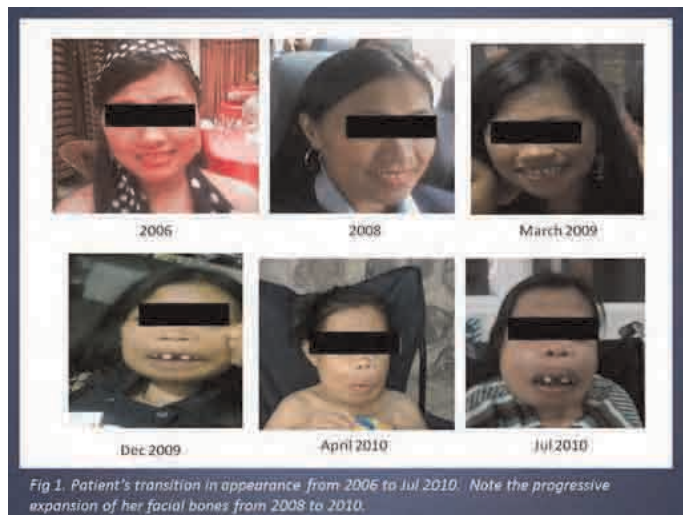 2006
2008
March 2009
Dec 2009
April 2010
Jul 2010
Fig 1. Patient's transition in appearance from 2006 to Jul 2010. Note the progressive
expansion of her facial bones from 2008 to 2010.